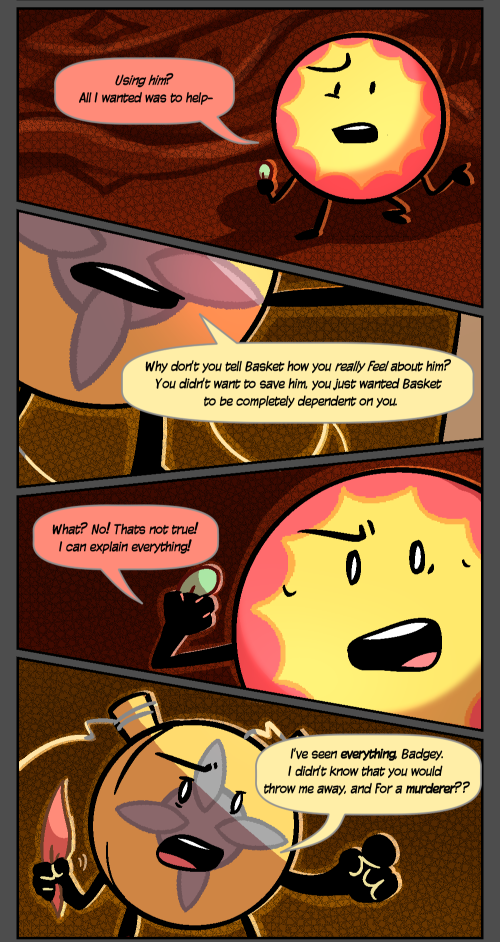 Using him?
All I wanted was to help-
Why don't you tell Basket how you really feel about him?
You didn't want to save him, you just wanted Basket
to be completely dependent on you.
What? No! Thats not true!
I can explain everything!
I've seen everything, Badgey.
I didn't know that you would
throw me away, and for a murderer??